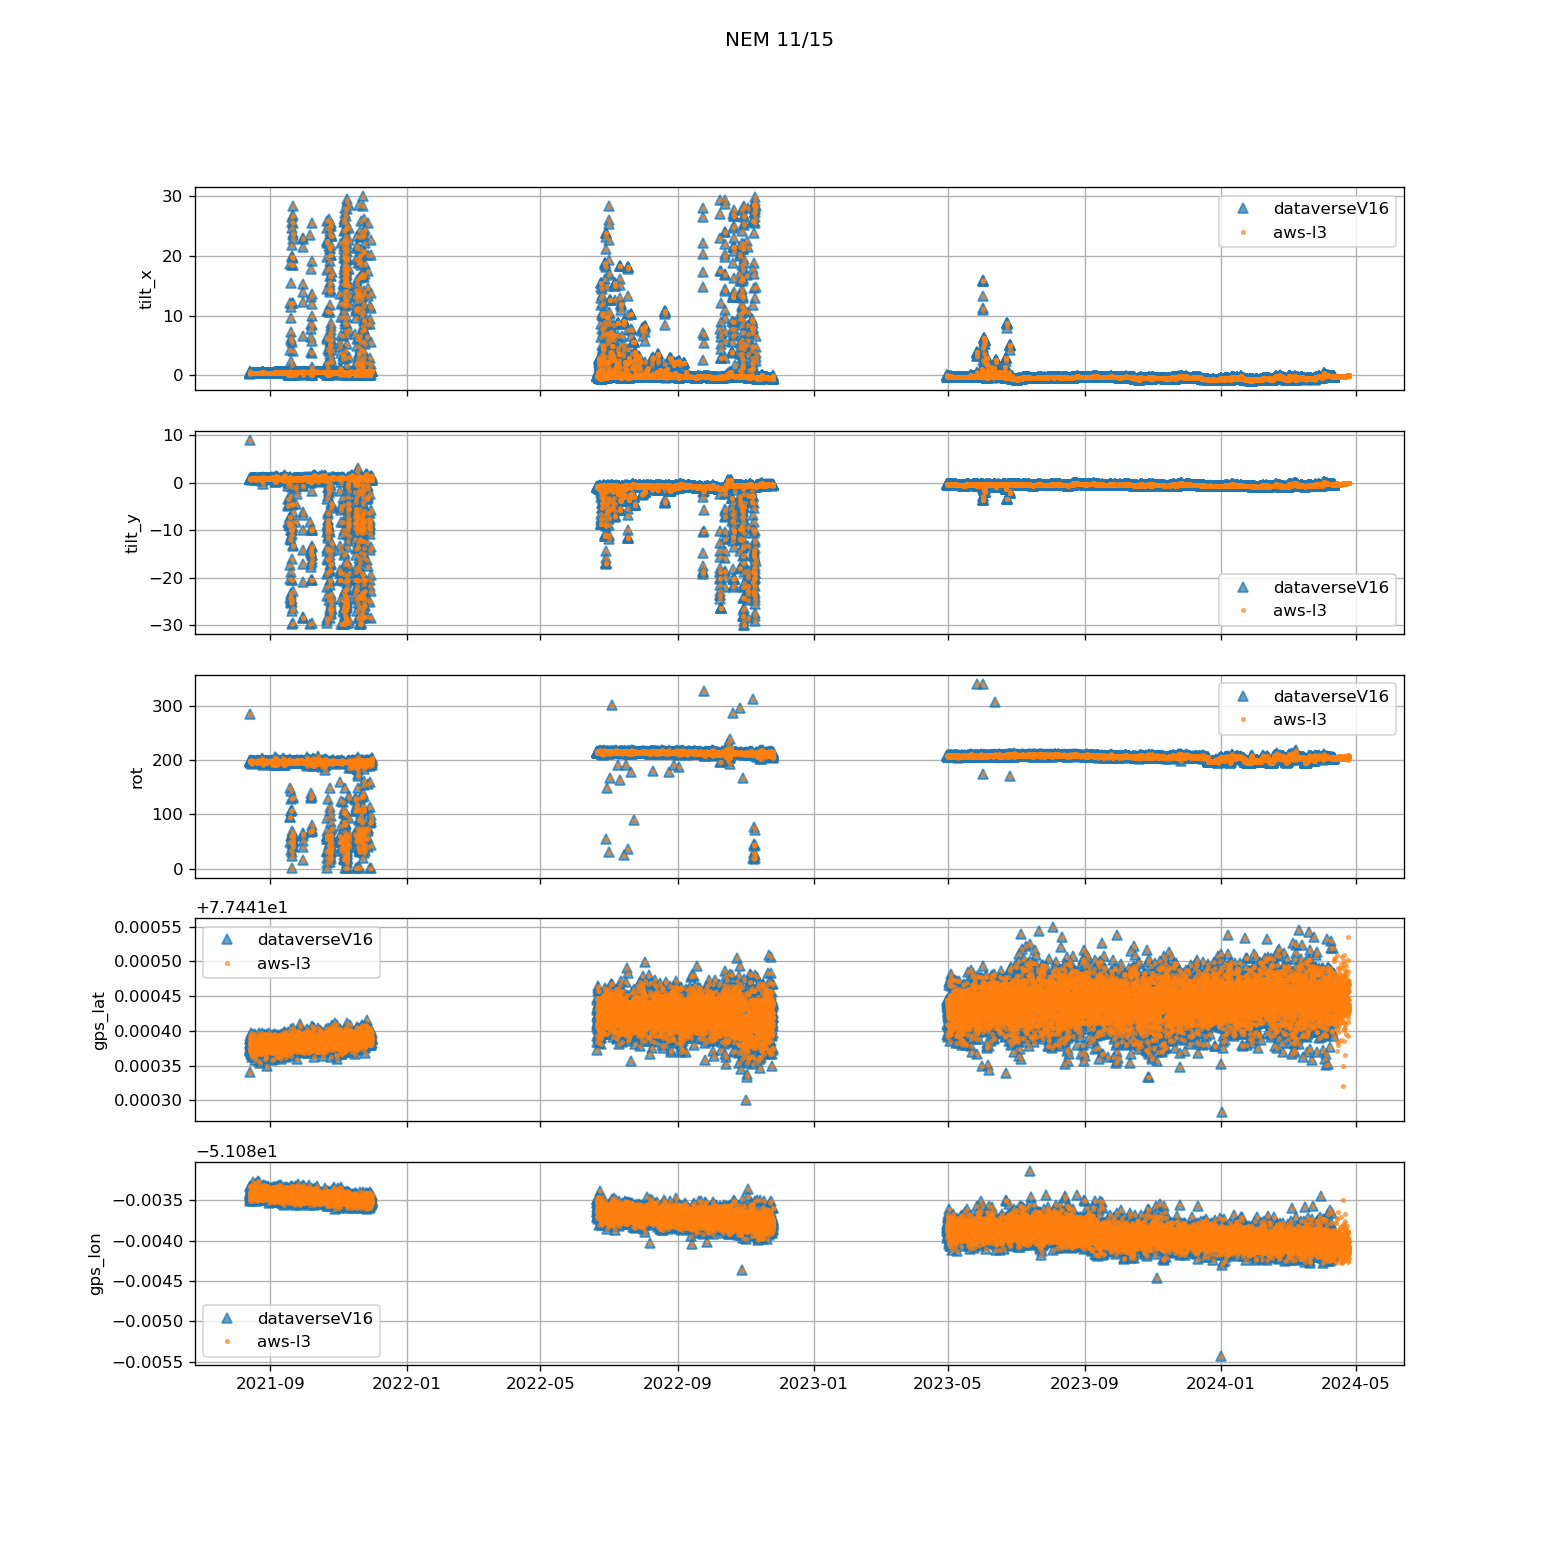 NEM 11/15
30
20
10
0
tilt_x
dataverseV16
aws-l3
10
0
−10
−20
−30
tilt_y
dataverseV16
aws-l3
300
200
100
0
rot
dataverseV16
aws-l3
+7.7441e1
0.00055
0.00050
0.00045
0.00040
0.00035
0.00030
gps_lat
dataverseV16
aws-l3
−5.108e1
−0.0035
−0.0040
−0.0045
−0.0050
−0.0055
gps_lon
dataverseV16
aws-l3
2021-09 2022-01 2022-05 2022-09 2023-01 2023-05 2023-09 2024-01 2024-05